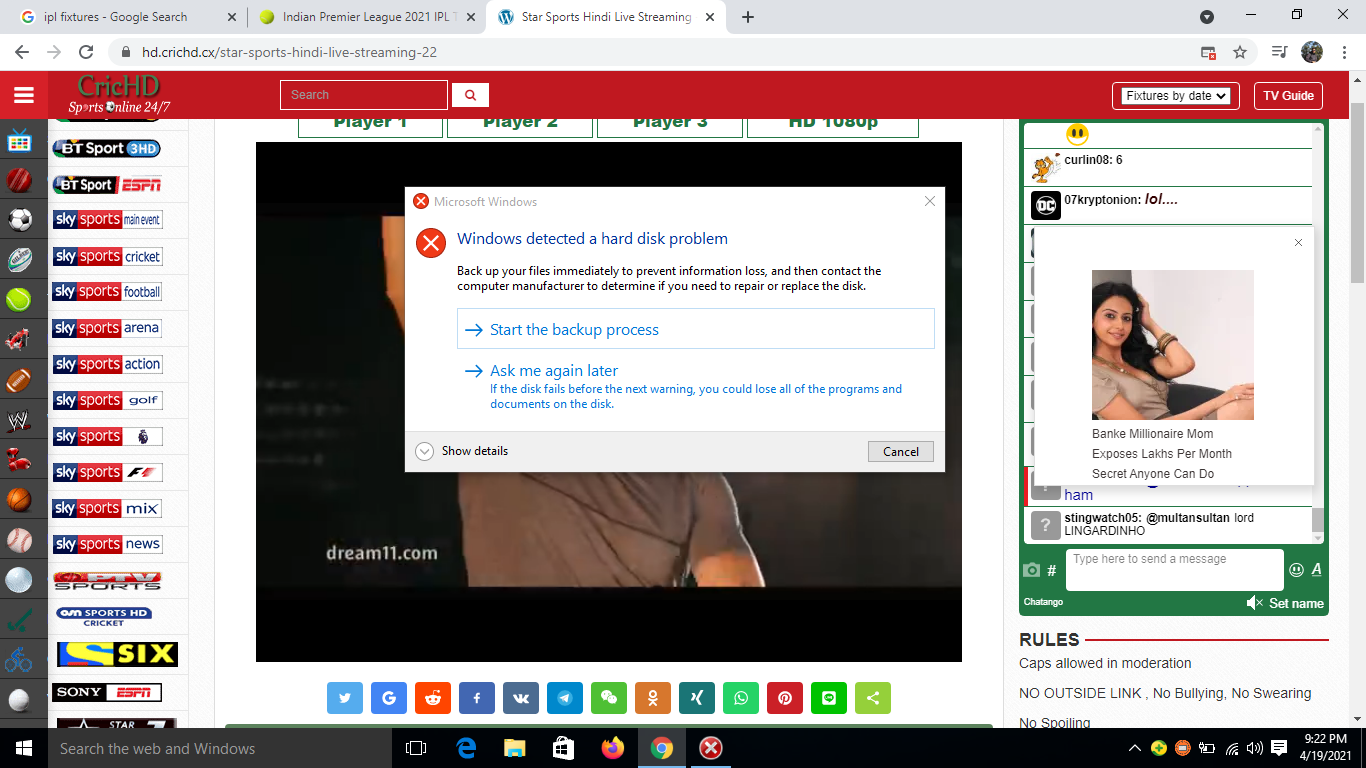 ipl fixtures - Google Search
Indian Premier League 2021 IPL T
Star Sports Hindi Live Streaming
hd.crichd.cx/star-sports-hindi-live-streaming-22
CricHD
Sports Online 24/7
Search
Fixtures by date
TV Guide
Player 1
Player 2
Player 3
HD 1080p
BT Sport 3HD
BT Sport ESPN
sky sports main event
sky sports cricket
sky sports football
sky sports arena
sky sports action
sky sports golf
sky sports
sky sports F1
sky sports mix
sky sports news
PTV SPORTS
OSN SPORTS HD
CRICKET
SIX
SONY ESPN
STAR
Microsoft Windows
Windows detected a hard disk problem
Back up your files immediately to prevent information loss, and then contact the
computer manufacturer to determine if you need to repair or replace the disk.
Start the backup process
Ask me again later
If the disk fails before the next warning, you could lose all of the programs and
documents on the disk.
Show details
Cancel
dream11.com
curlin08: 6
DC
07kryptonion: lol....
Banke Millionaire Mom
Exposes Lakhs Per Month
Secret Anyone Can Do
ham
? stingwatch05: @multansultan lord
LINGARDINHO
# Type here to send a message A
Chatango
Set name
RULES
Caps allowed in moderation
NO OUTSIDE LINK , No Bullying, No Swearing
No Spoiling
Search the web and Windows
9:22 PM
4/19/2021